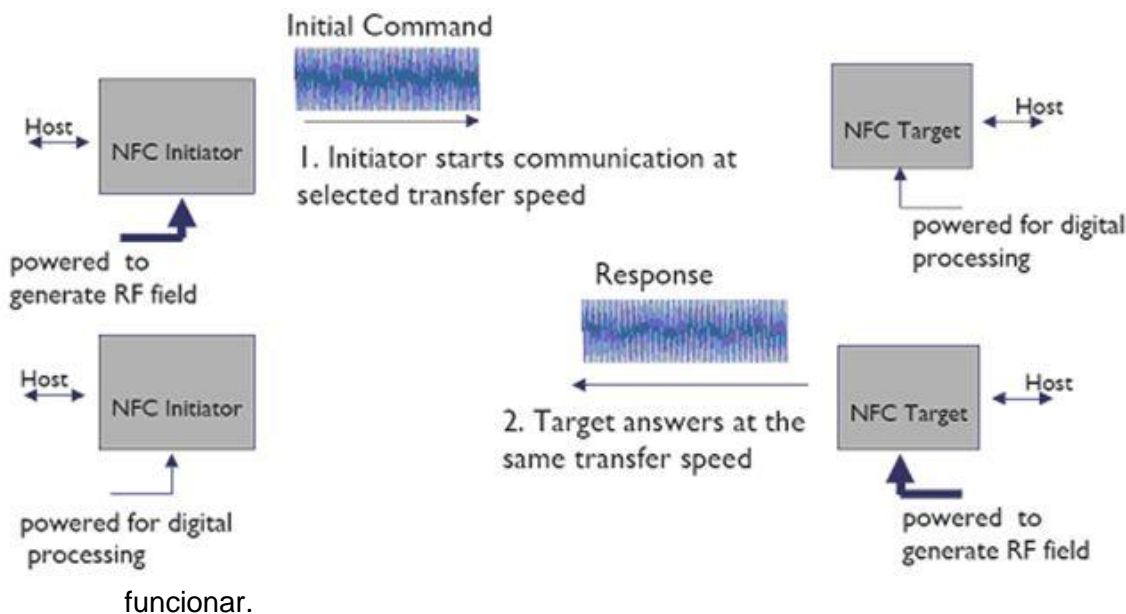 Initial Command
Host
NFC Initiator
powered to
generate RF field
1. Initiator starts communication at
selected transfer speed
Host
NFC Target
powered for digital
processing
Response
Host
NFC Initiator
powered for digital
processing
2. Target answers at the
same transfer speed
Host
NFC Target
powered to
generate RF field
funcionar.